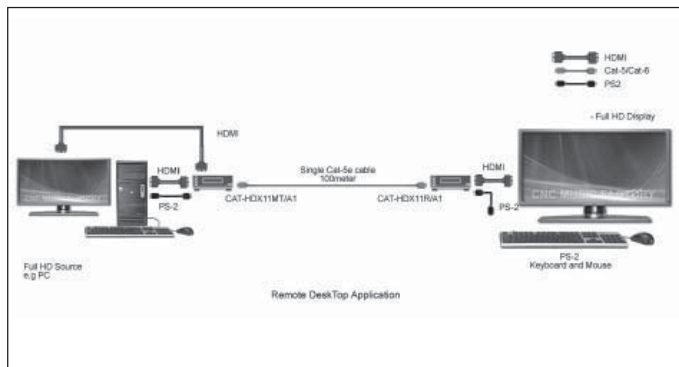 HDMI
Cat-5/Cat-6
PS2
- Full HD Display
HDMI
HDMI
PS-2
CAT-HDX11MT/A1
Single Cat-5e cable
100meter
CAT-HDX11R/A1
HDMI
PS-2
Full HD Source
e.g PC
PS-2
Keyboard and Mouse
Remote DeskTop Application